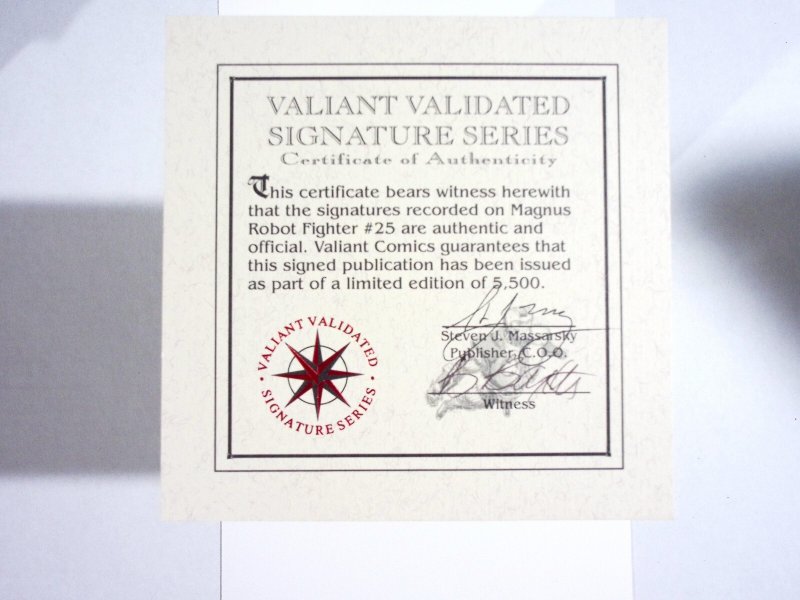 VALIANT VALIDATED
SIGNATURE SERIES
Certificate of Authenticity
This certificate bears witness herewith
that the signatures recorded on Magnus
Robot Fighter #25 are authentic and
official. Valiant Comics guarantees that
this signed publication has been issued
as part of a limited edition of 5,500.
· VALIANT VALIDATED ·
SIGNATURE SERIES
Steven J. Massarsky
Publisher, C.O.O.
Witness